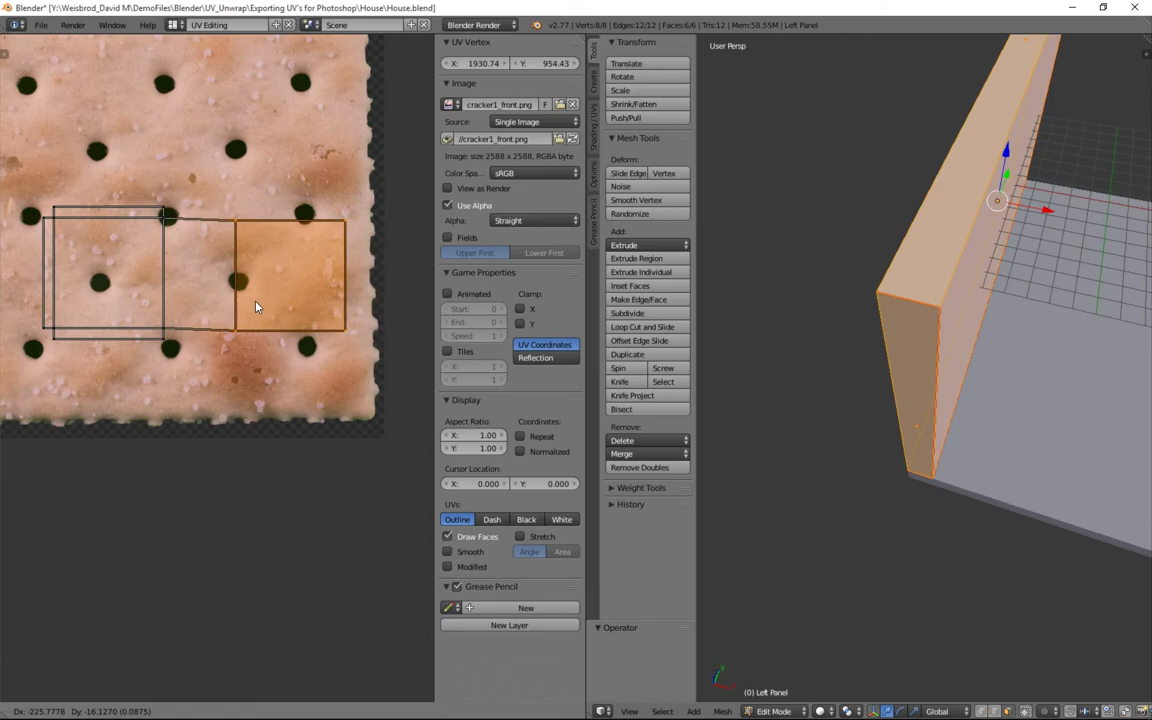 Blender* [Y:\Weisbrod_David M\DemoFiles\Blender\UV_Unwrap\Exporting UV's for Photoshop\House\House.blend]
File Render Window Help UV Editing Scene Blender Render v2.77 | Verts:8/8 | Edges:12/12 | Faces:6/6 | Tris:12 | Mem:58.55M | Left Panel
UV Vertex
X: 1930.74 Y: 954.43
Image
cracker1_front.png F
Source: Single Image
//cracker1_front.png
Image: size 2588 x 2588, RGBA byte
Color Spa... sRGB
View as Render
Use Alpha
Alpha: Straight
Fields
Upper First Lower First
Game Properties
Animated Clamp:
Start: 0 X
End: 0 Y
Speed: 1 UV Coordinates
Tiles Reflection
X: 1
Y: 1
Display
Aspect Ratio: Coordinates:
X: 1.00 Repeat
Y: 1.00 Normalized
Cursor Location:
X: 0.000 Y: 0.000
UVs:
Outline Dash Black White
Draw Faces Stretch
Smooth Angle Area
Modified
Grease Pencil
New
New Layer
Tools
Create
Shading / UVs
Options
Grease Pencil
Transform
Translate
Rotate
Scale
Shrink/Fatten
Push/Pull
Mesh Tools
Deform:
Slide Edge Vertex
Noise
Smooth Vertex
Randomize
Add:
Extrude
Extrude Region
Extrude Individual
Inset Faces
Make Edge/Face
Subdivide
Loop Cut and Slide
Offset Edge Slide
Duplicate
Spin Screw
Knife Select
Knife Project
Bisect
Remove:
Delete
Merge
Remove Doubles
Weight Tools
History
Operator
User Persp
(0) Left Panel
Dx: -225.7778 Dy: -16.1270 (0.0875)
View Select Add Mesh Edit Mode Global